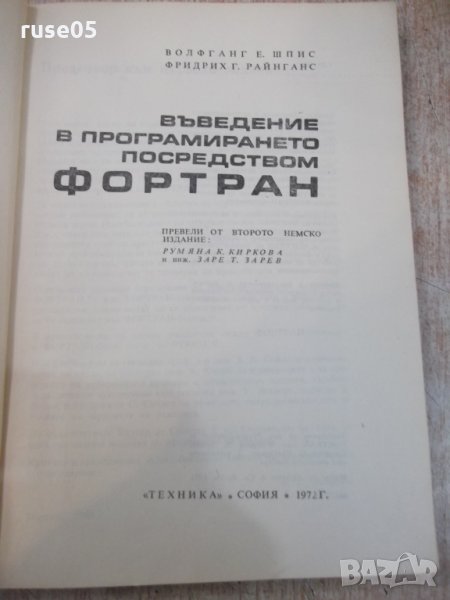 ruse05
ВОЛФГАНГ Е. ШПИС
ФРИДРИХ Г. РАЙНГАНС
ВЪВЕДЕНИЕ
В ПРОГРАМИРАНЕТО
ПОСРЕДСТВОМ
ФОРТРАН
ПРЕВЕЛИ ОТ ВТОРОТО НЕМСКО
ИЗДАНИЕ:
РУМЯНА К. КИРКОВА
и инж. ЗАРЕ Т. ЗАРЕВ
«ТЕХНИКА» * СОФИЯ * 1972 Г.
BAZAR